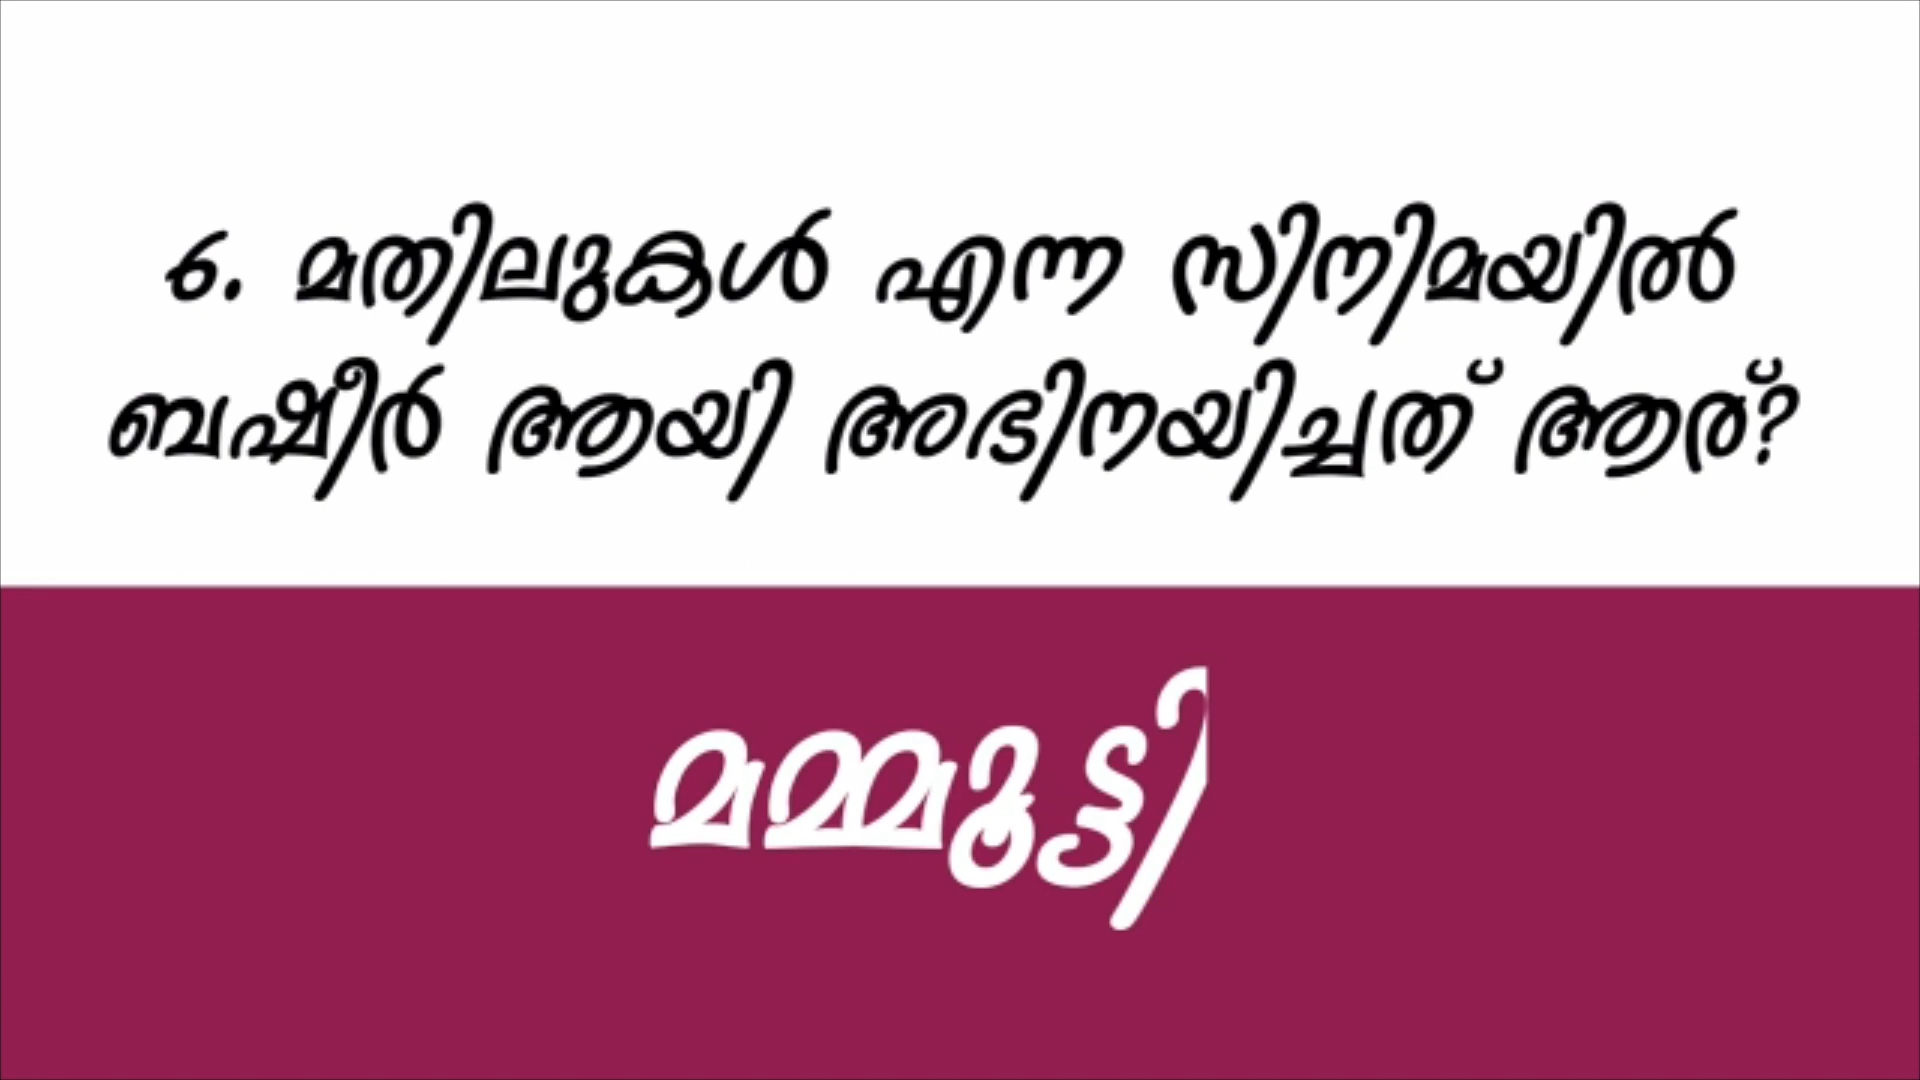 6. മതിലുകൾ എന്ന സിനിമയിൽ
ബഷീർ ആയി അഭിനയിച്ചത് ആര്?
മമ്മൂട്ടി